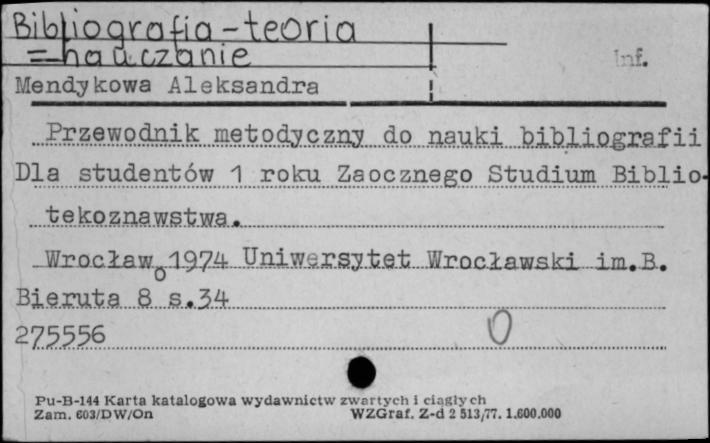 Bibliografia - teoria
= nauczanie
Inf.
Mendykowa Aleksandra
Przewodnik metodyczny do nauki bibliografii
Dla studentów 1 roku Zaocznego Studium Biblio-
tekoznawstwa.
Wrocław 1974 Uniwersytet Wrocławski im.B.
Bieruta 8° s.34
275556
0
Pu-B-144 Karta katalogowa wydawnictw zwartych i ciągłych
Zam. 603/DW/On WZGraf. Z-d 2 513/77. 1.600.000